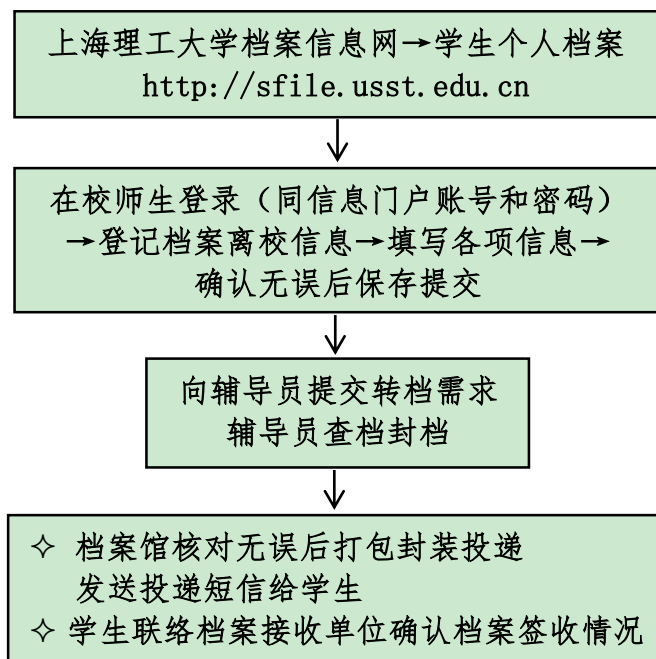 上海理工大学档案信息网→学生个人档案
http://sfile.usst.edu.cn
在校师生登录（同信息门户账号和密码）
→登记档案离校信息→填写各项信息→
确认无误后保存提交
向辅导员提交转档需求
辅导员查档封档
✧ 档案馆核对无误后打包封装投递
发送投递短信给学生
✧ 学生联络档案接收单位确认档案签收情况